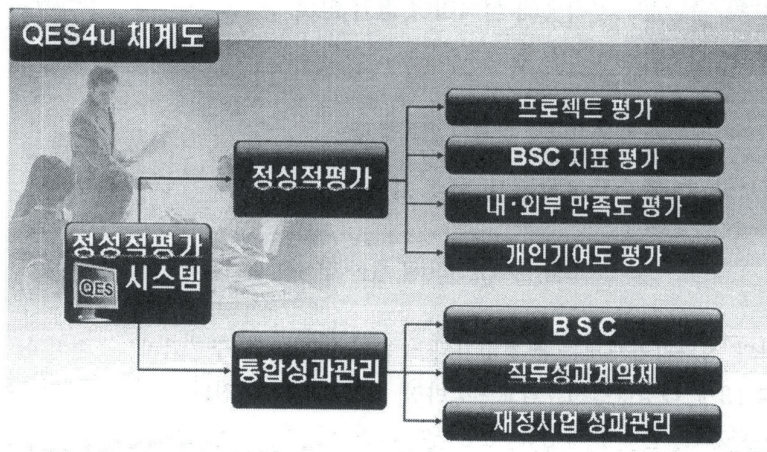 QES4u 체계도
정성적평가
시스템
QES
정성적평가
프로젝트 평가
BSC 지표 평가
내·외부 만족도 평가
개인기여도 평가
통합성과관리
B S C
직무성과계약제
재정사업 성과관리